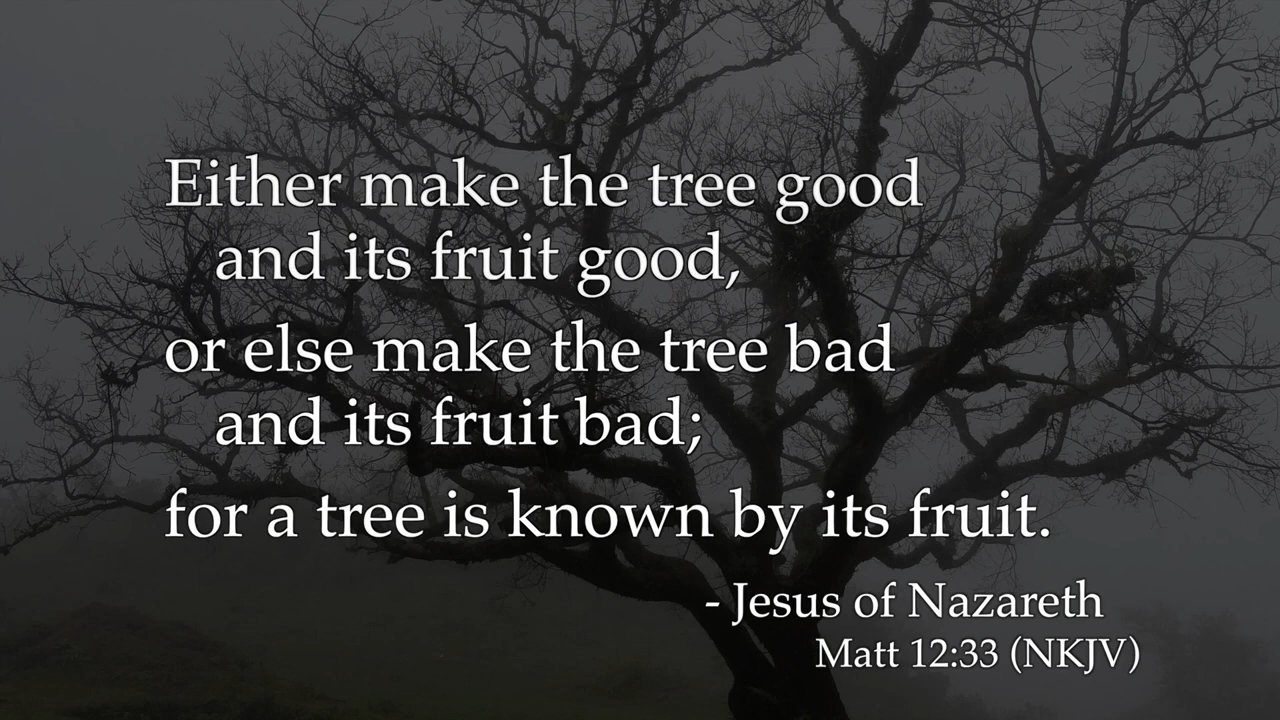 Either make the tree good
and its fruit good,
or else make the tree bad
and its fruit bad;
for a tree is known by its fruit.
- Jesus of Nazareth
Matt 12:33 (NKJV)